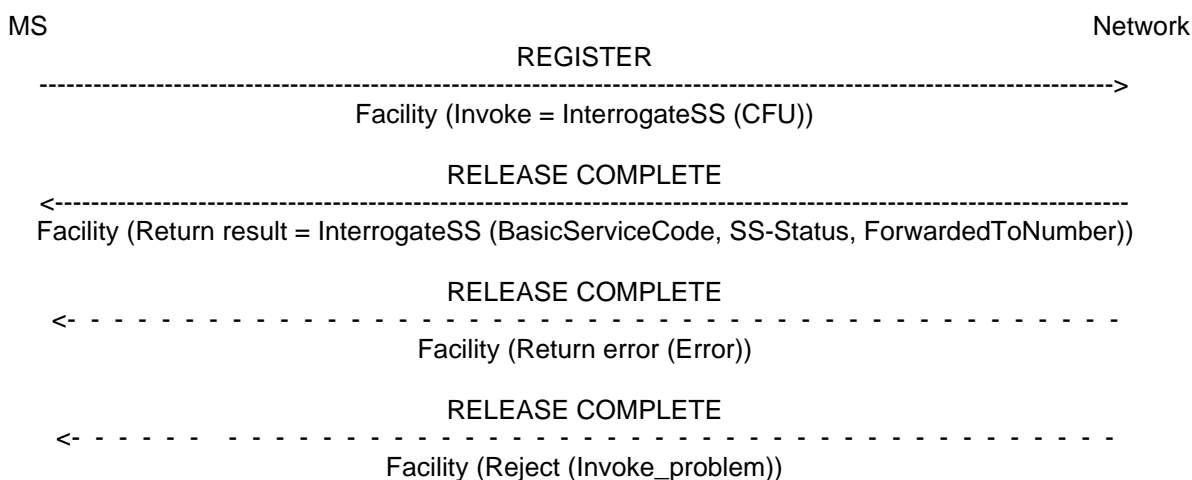 MS Network
REGISTER
Facility (Invoke = InterrogateSS (CFU))
RELEASE COMPLETE
Facility (Return result = InterrogateSS (BasicServiceCode, SS-Status, ForwardedToNumber))
RELEASE COMPLETE
Facility (Return error (Error))
RELEASE COMPLETE
Facility (Reject (Invoke_problem))